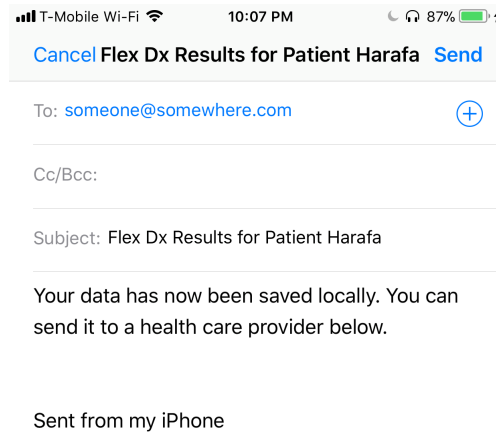 T-Mobile Wi-Fi 10:07 PM 87%
Cancel Flex Dx Results for Patient Harafa Send
To: someone@somewhere.com
Cc/Bcc:
Subject: Flex Dx Results for Patient Harafa
Your data has now been saved locally. You can
send it to a health care provider below.
Sent from my iPhone